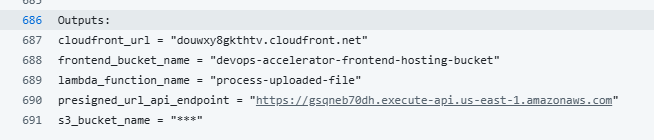 686 Outputs:
687 cloudfront_url = "douwxy8gkthtv.cloudfront.net"
688 frontend_bucket_name = "devops-accelerator-frontend-hosting-bucket"
689 lambda_function_name = "process-uploaded-file"
690 presigned_url_api_endpoint = "https://gsqneb70dh.execute-api.us-east-1.amazonaws.com"
691 s3_bucket_name = "***"